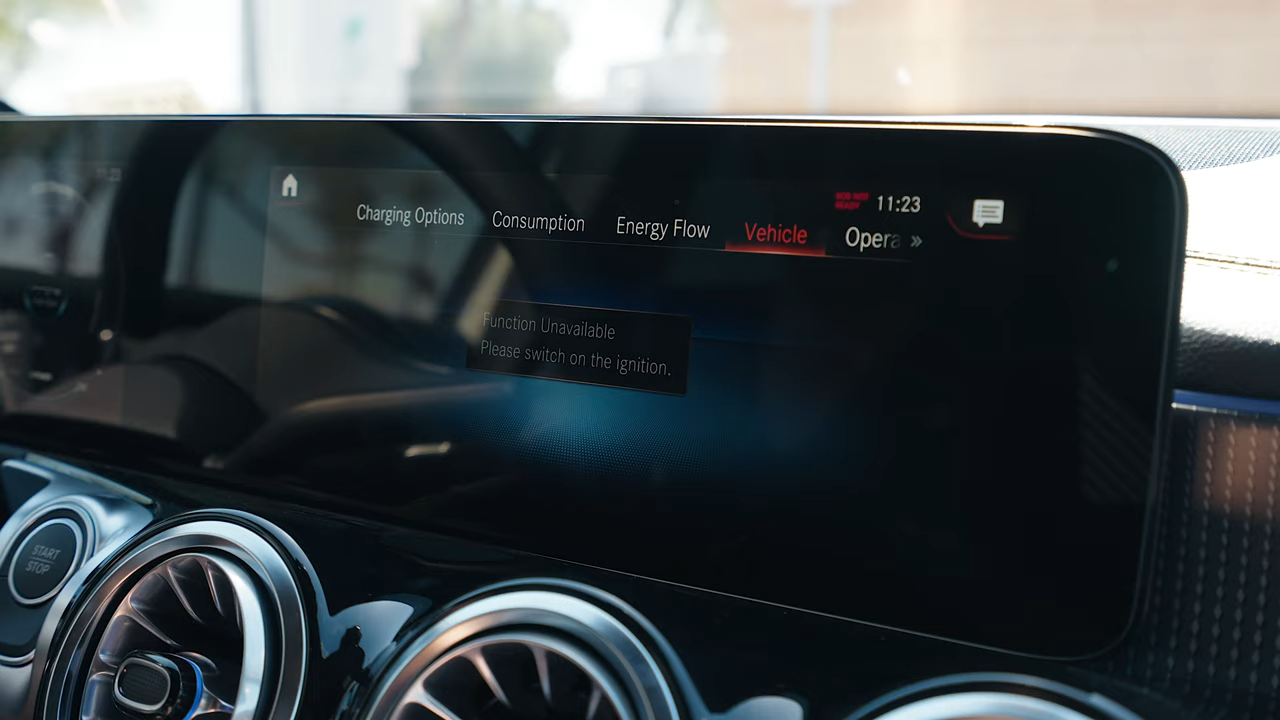 11:23
Charging Options Consumption Energy Flow Vehicle Opera »
Function Unavailable
Please switch on the ignition.
START
STOP